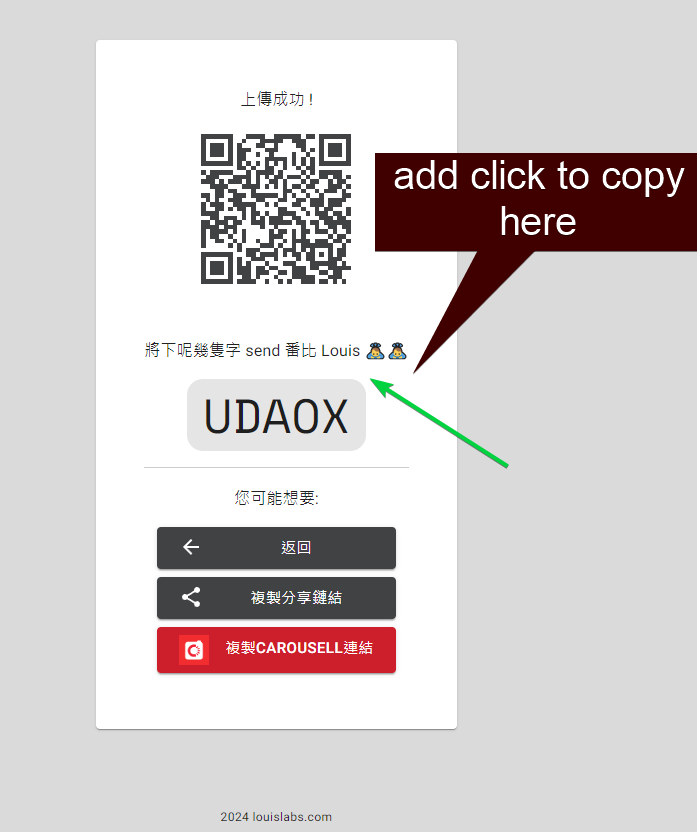 上傳成功 !
add click to copy
here
將下呢幾隻字 send 番比 Louis 🙇🙇
UDAOX
您可能想要:
返回
複製分享鏈結
複製CAROUSELL連結
2024 louislabs.com